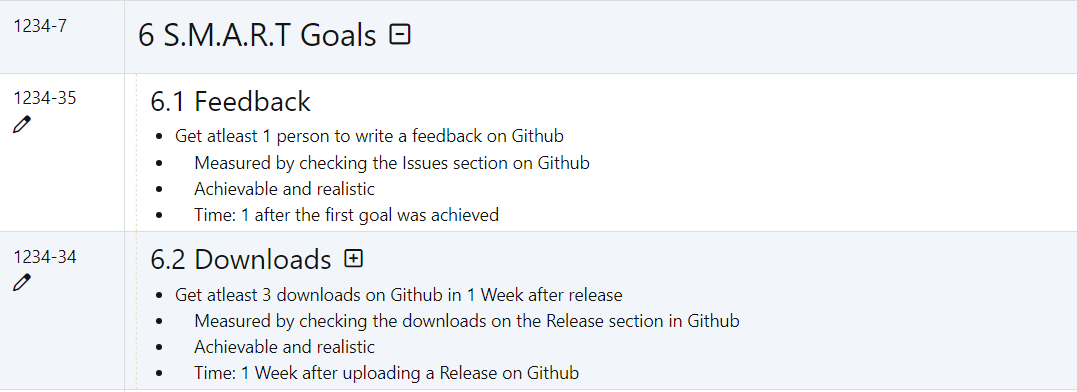 1234-7
6 S.M.A.R.T Goals
1234-35
6.1 Feedback
• Get atleast 1 person to write a feedback on Github
• Measured by checking the Issues section on Github
• Achievable and realistic
• Time: 1 after the first goal was achieved
1234-34
6.2 Downloads
• Get atleast 3 downloads on Github in 1 Week after release
• Measured by checking the downloads on the Release section in Github
• Achievable and realistic
• Time: 1 Week after uploading a Release on Github